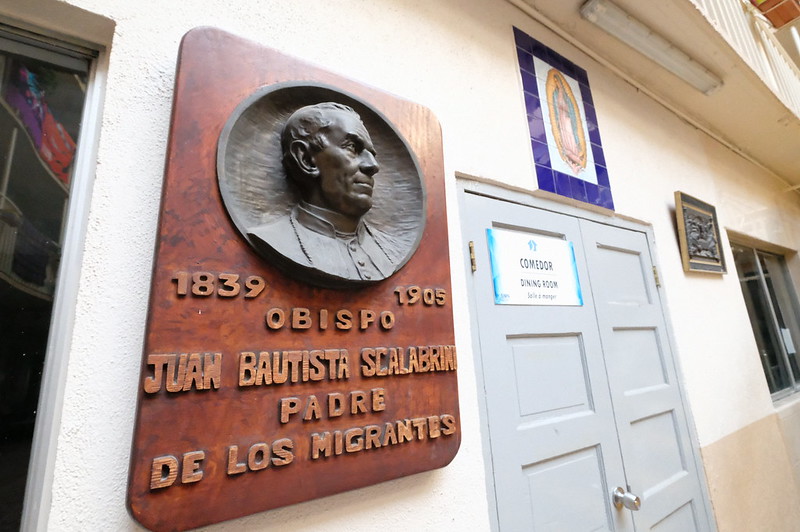 1839 1905
OBISPO
JUAN BAUTISTA SCALABRINI
PADRE
DE LOS MIGRANTES
COMEDOR
DINING ROOM
Salle a manger